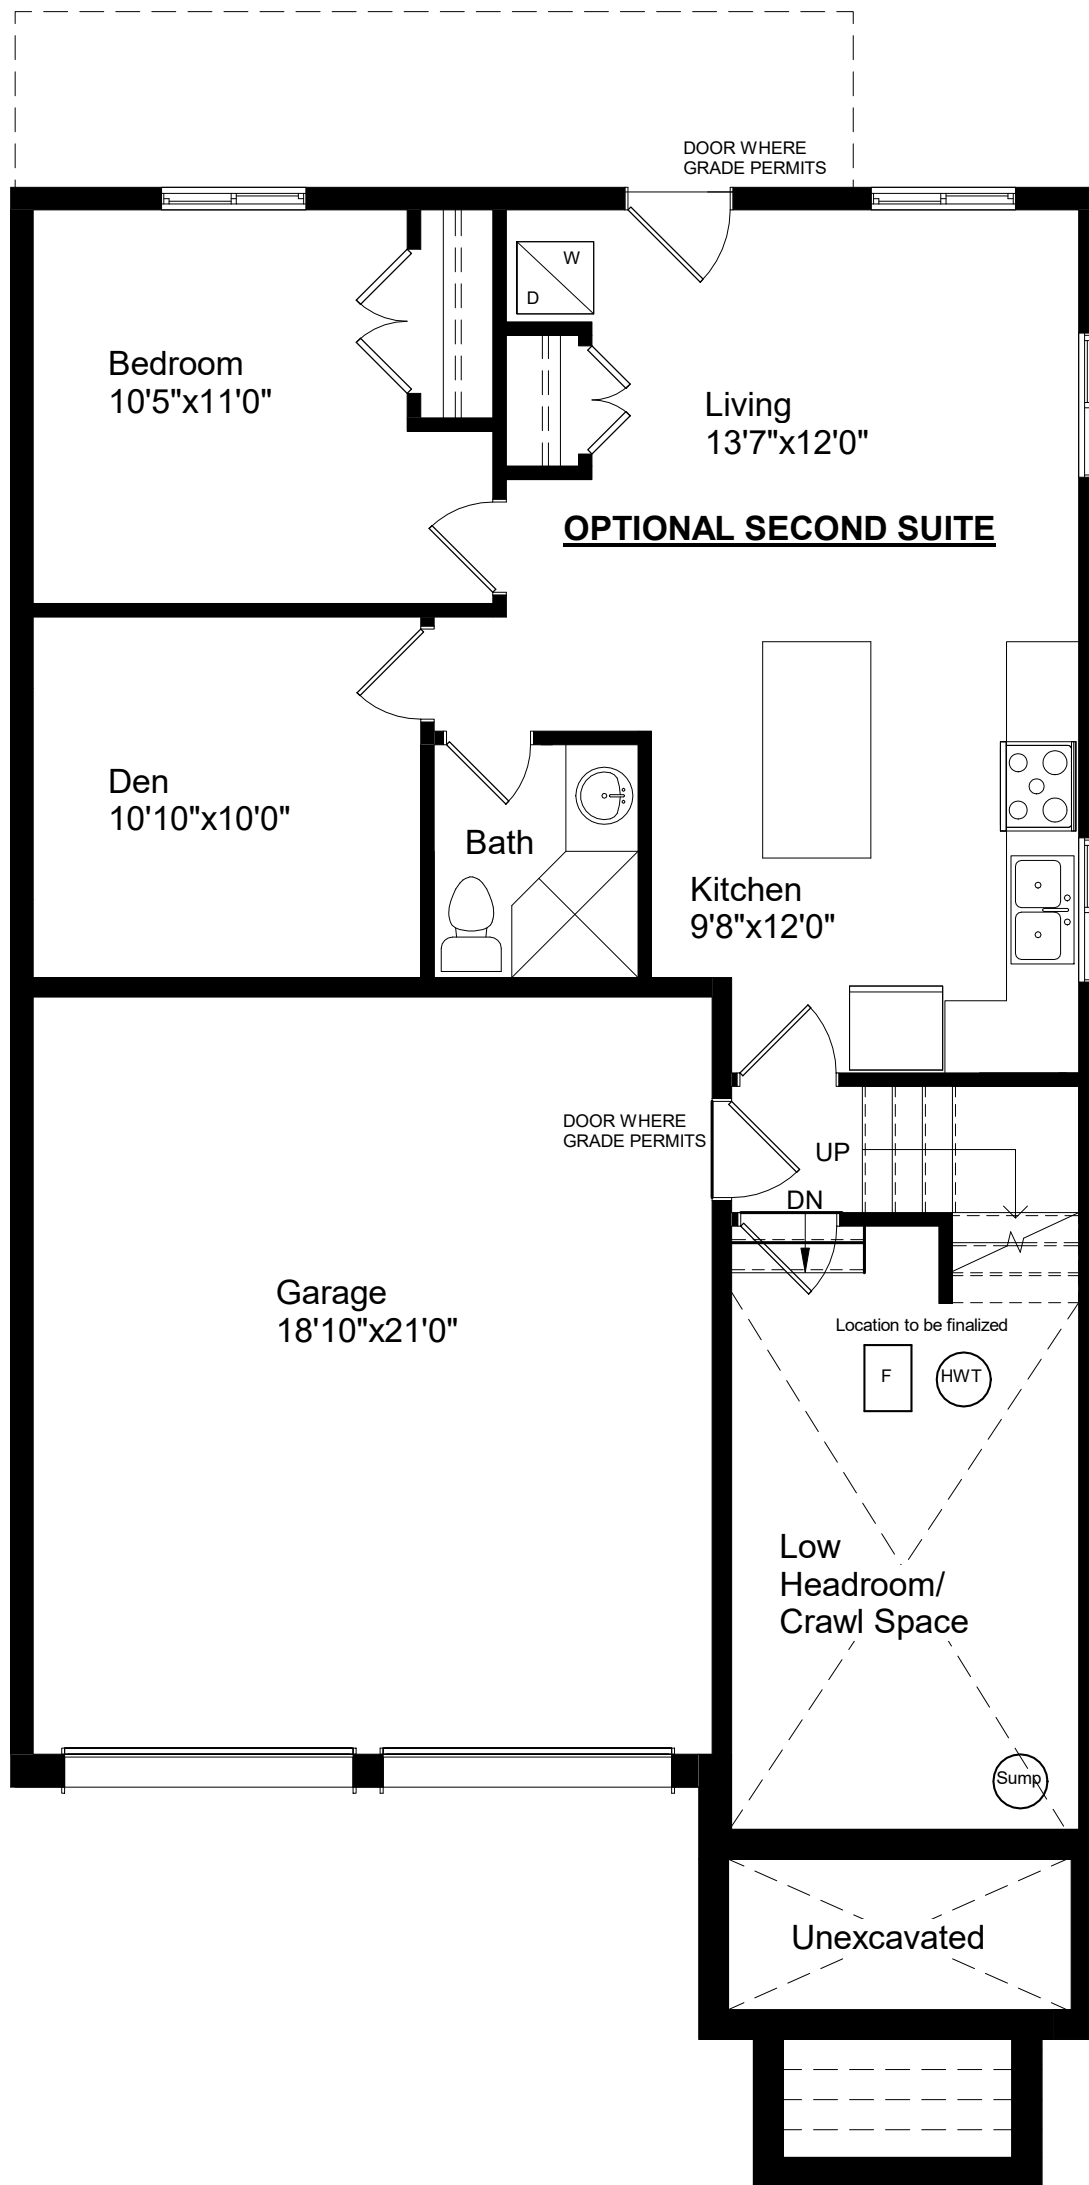 DOOR WHERE
GRADE PERMITS
W
D
Bedroom
10'5"x11'0"
Living
13'7"x12'0"
OPTIONAL SECOND SUITE
Den
10'10"x10'0"
Bath
Kitchen
9'8"x12'0"
DOOR WHERE
GRADE PERMITS
UP
DN
Garage
18'10"x21'0"
Location to be finalized
F
HWT
Low
Headroom/
Crawl Space
Sump
Unexcavated